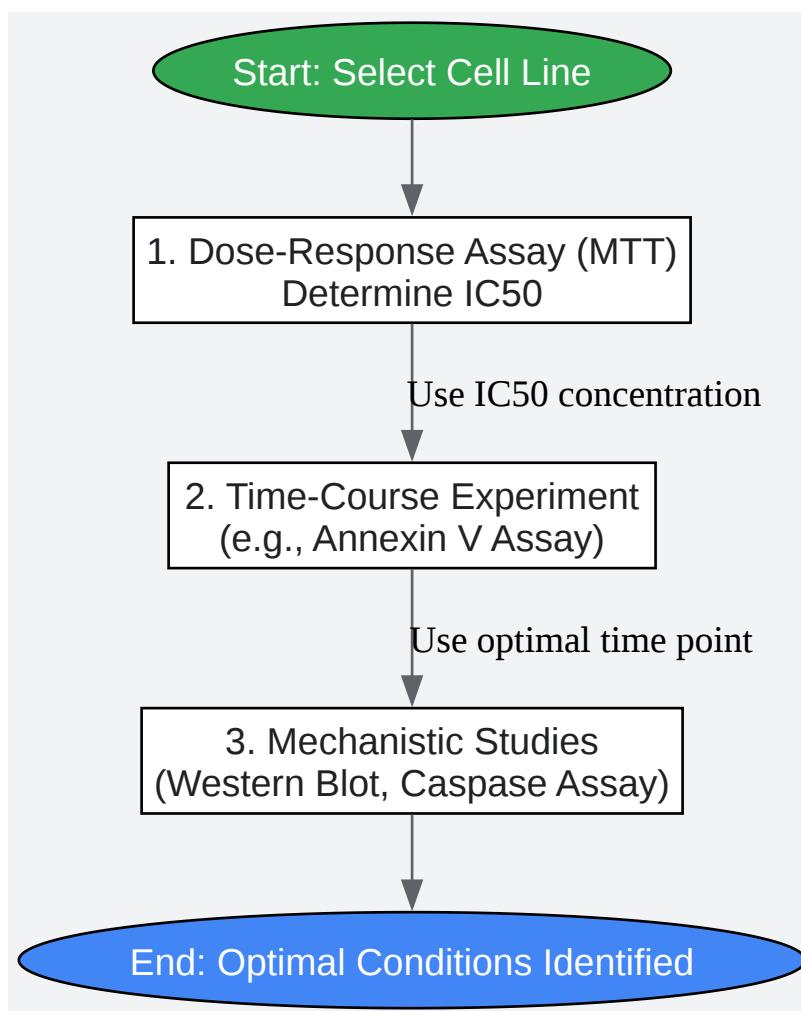 Start: Select Cell Line
1. Dose-Response Assay (MTT)
Determine IC50
Use IC50 concentration
2. Time-Course Experiment
(e.g., Annexin V Assay)
Use optimal time point
3. Mechanistic Studies
(Western Blot, Caspase Assay)
End: Optimal Conditions Identified